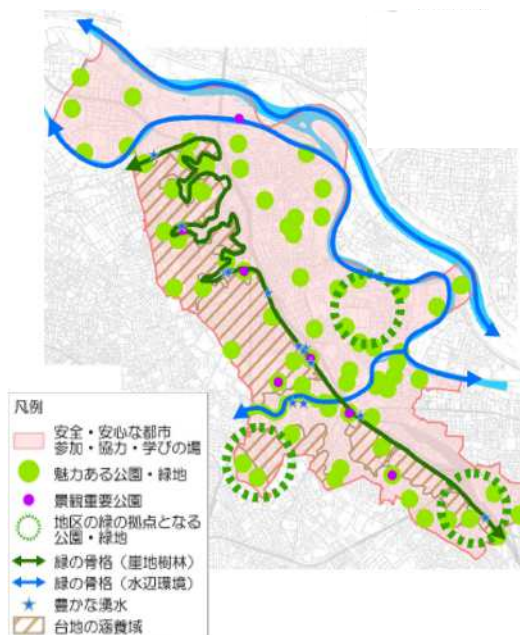 凡例
安全・安心な都市
参加・協力・学びの場
魅力ある公園・緑地
景観重要公園
地区の緑の拠点となる
公園・緑地
緑の骨格（崖地樹林）
緑の骨格（水辺環境）
豊かな湧水
台地の涵養域